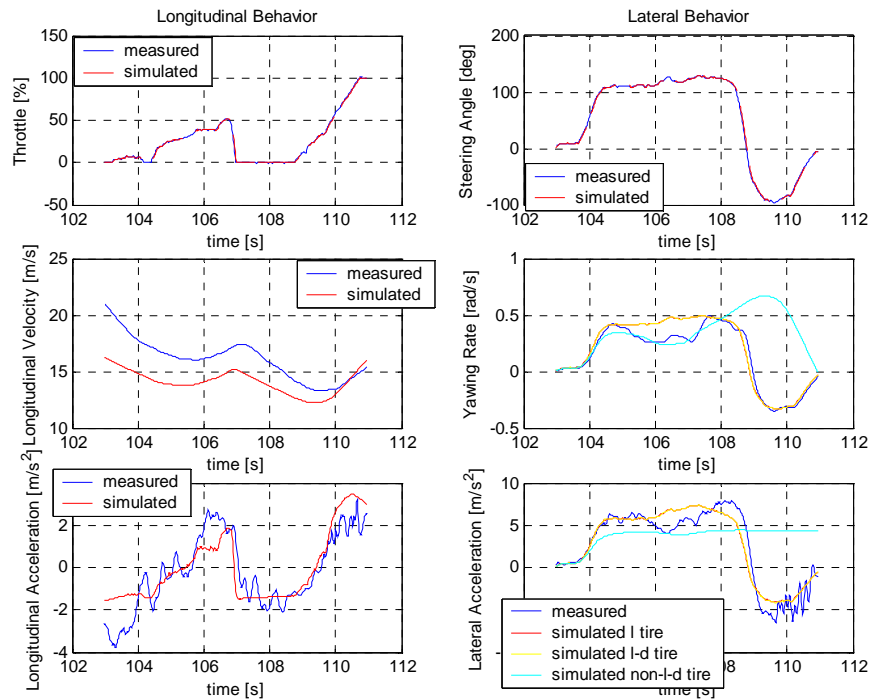 Longitudinal Behavior
150
100
50
0
-50
Throttle [%]
measured
simulated
102 104 106 108 110 112
time [s]
Lateral Behavior
200
100
0
-100
Steering Angle [deg]
measured
simulated
102 104 106 108 110 112
time [s]
25
20
15
10
Longitudinal Velocity [m/s]
measured
simulated
102 104 106 108 110 112
time [s]
1
0.5
0
-0.5
Yawing Rate [rad/s]
102 104 106 108 110 112
time [s]
2
0
-2
-4
Longitudinal Acceleration [m/s²]
measured
simulated
102 104 106 108 110 112
10
5
0
Lateral Acceleration [m/s²]
measured
simulated l tire
simulated l-d tire
simulated non-l-d tire
108 110 112